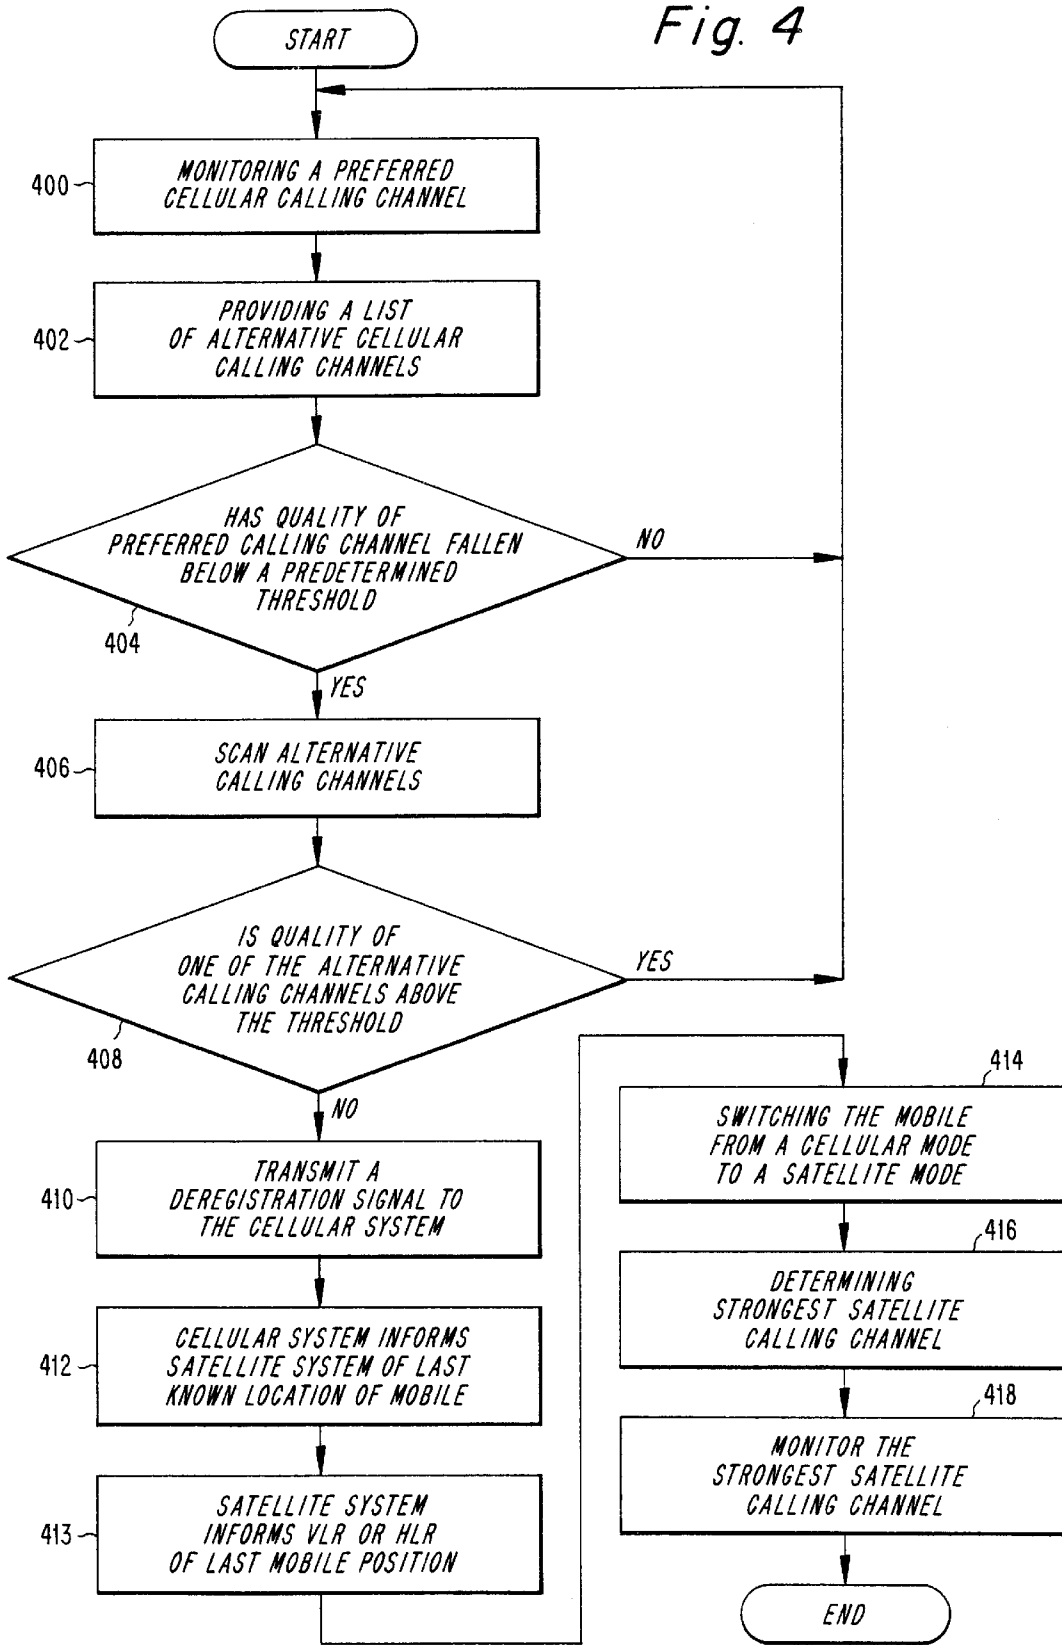 Fig. 4
START
400
MONITORING A PREFERRED
CELLULAR CALLING CHANNEL
402
PROVIDING A LIST
OF ALTERNATIVE CELLULAR
CALLING CHANNELS
HAS QUALITY OF
PREFERRED CALLING CHANNEL FALLEN
BELOW A PREDETERMINED
THRESHOLD
NO
404
YES
406
SCAN ALTERNATIVE
CALLING CHANNELS
IS QUALITY OF
ONE OF THE ALTERNATIVE
CALLING CHANNELS ABOVE
THE THRESHOLD
YES
408
NO
410
TRANSMIT A
DEREGISTRATION SIGNAL TO
THE CELLULAR SYSTEM
412
CELLULAR SYSTEM INFORMS
SATELLITE SYSTEM OF LAST
KNOWN LOCATION OF MOBILE
413
SATELLITE SYSTEM
INFORMS VLR OR HLR
OF LAST MOBILE POSITION
414
SWITCHING THE MOBILE
FROM A CELLULAR MODE
TO A SATELLITE MODE
416
DETERMINING
STRONGEST SATELLITE
CALLING CHANNEL
418
MONITOR THE
STRONGEST SATELLITE
CALLING CHANNEL
END